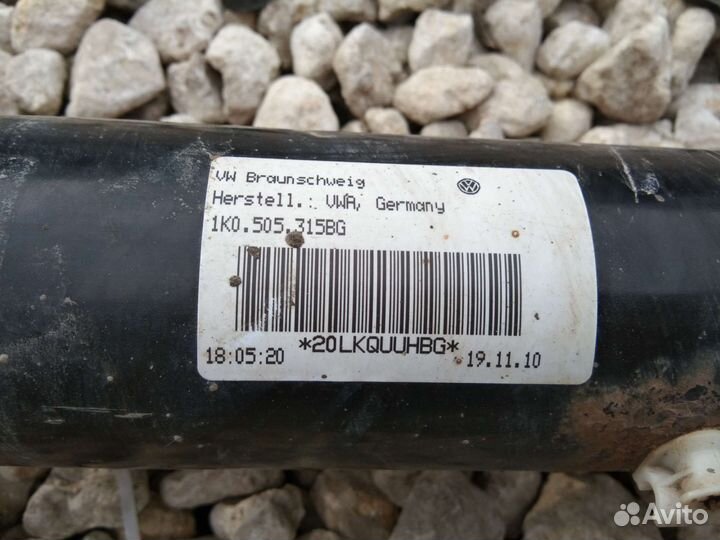 VW Braunschweig
Herstell.: VWA, Germany
1K0.505.315BG
*20LKQUUHBG*
18:05:20 19.11.10
Avito